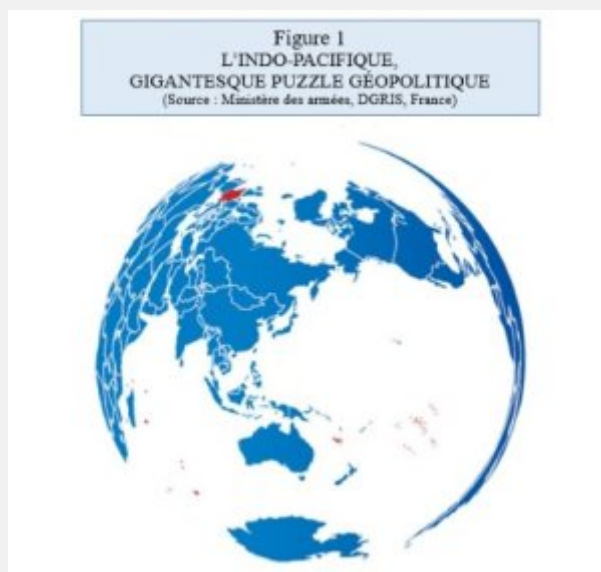 Figure 1
L'INDO-PACIFIQUE,
GIGANTESQUE PUZZLE GÉOPOLITIQUE
(Source : Ministère des armées, DGRIS, France)